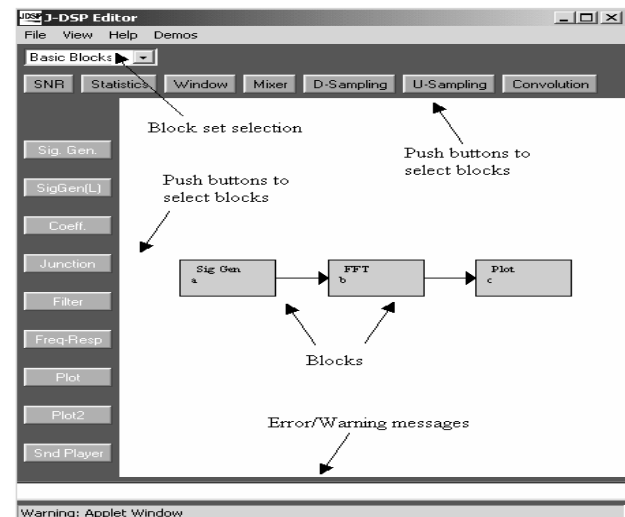 JDSP J-DSP Editor
File View Help Demos
Basic Blocks
SNR Statistics Window Mixer D-Sampling U-Sampling Convolution
Block set selection
Push buttons to
select blocks
Sig. Gen.
SigGen(L)
Coeff.
Junction
Filter
Freq-Resp
Plot
Plot2
Snd Player
Push buttons to
select blocks
Sig Gen
a
FFT
b
Plot
c
Blocks
Error/Warning messages
Warning: Applet Window